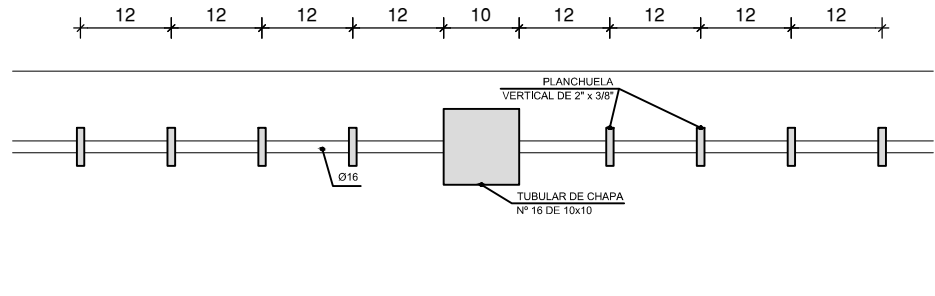 12 12 12 12 10 12 12 12 12
PLANCHUELA
VERTICAL DE 2" x 3/8"
Ø16
TUBULAR DE CHAPA
Nº 16 DE 10x10